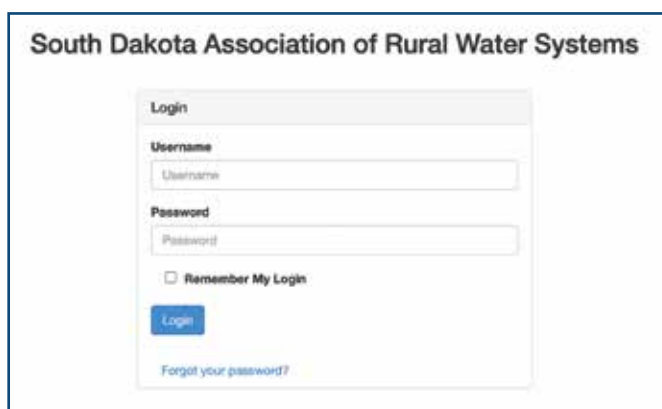 South Dakota Association of Rural Water Systems
Login
Username
Username
Password
Password
Remember My Login
Login
Forgot your password?